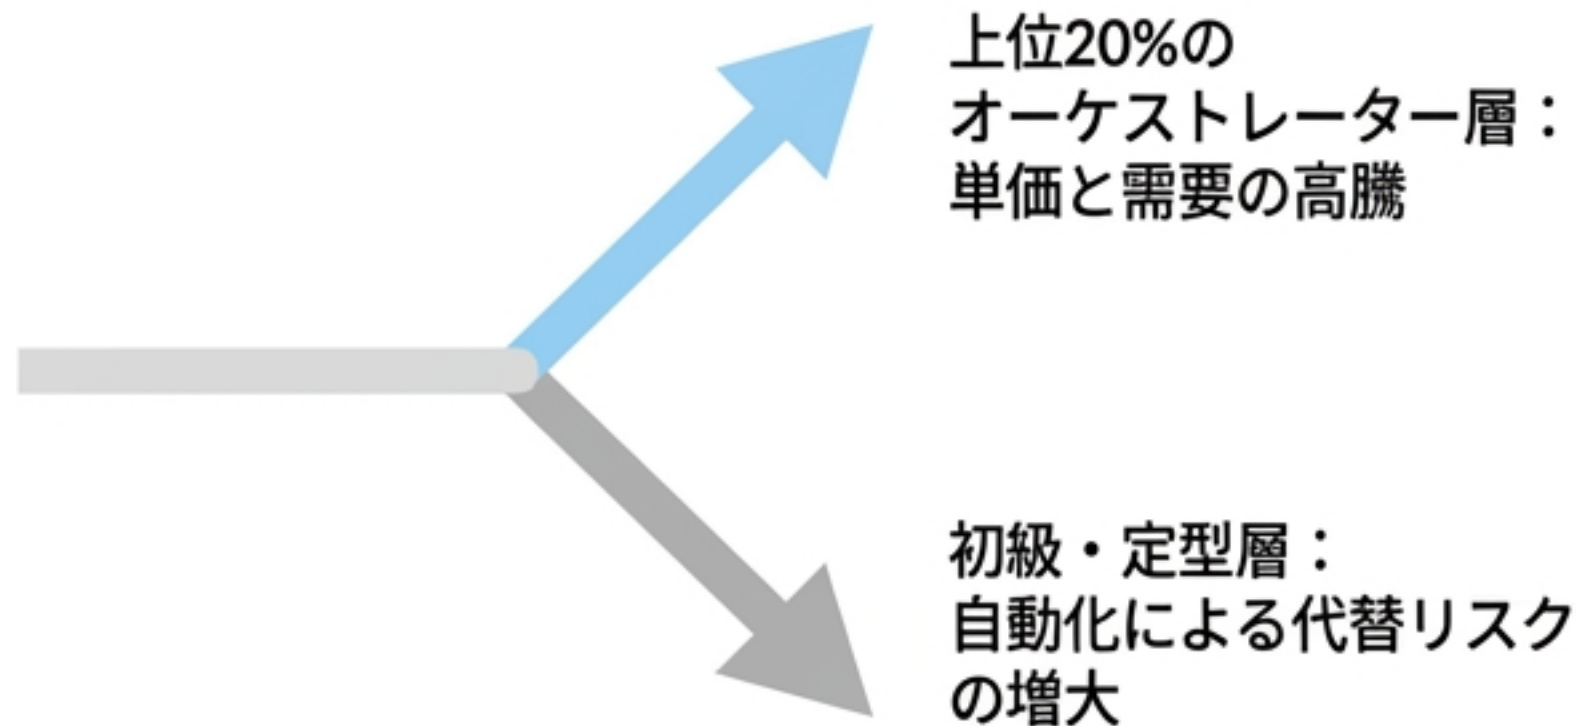 上位20%の
オーケストレーター層：
単価と需要の高騰
初級・定型層：
自動化による代替リスク
の増大